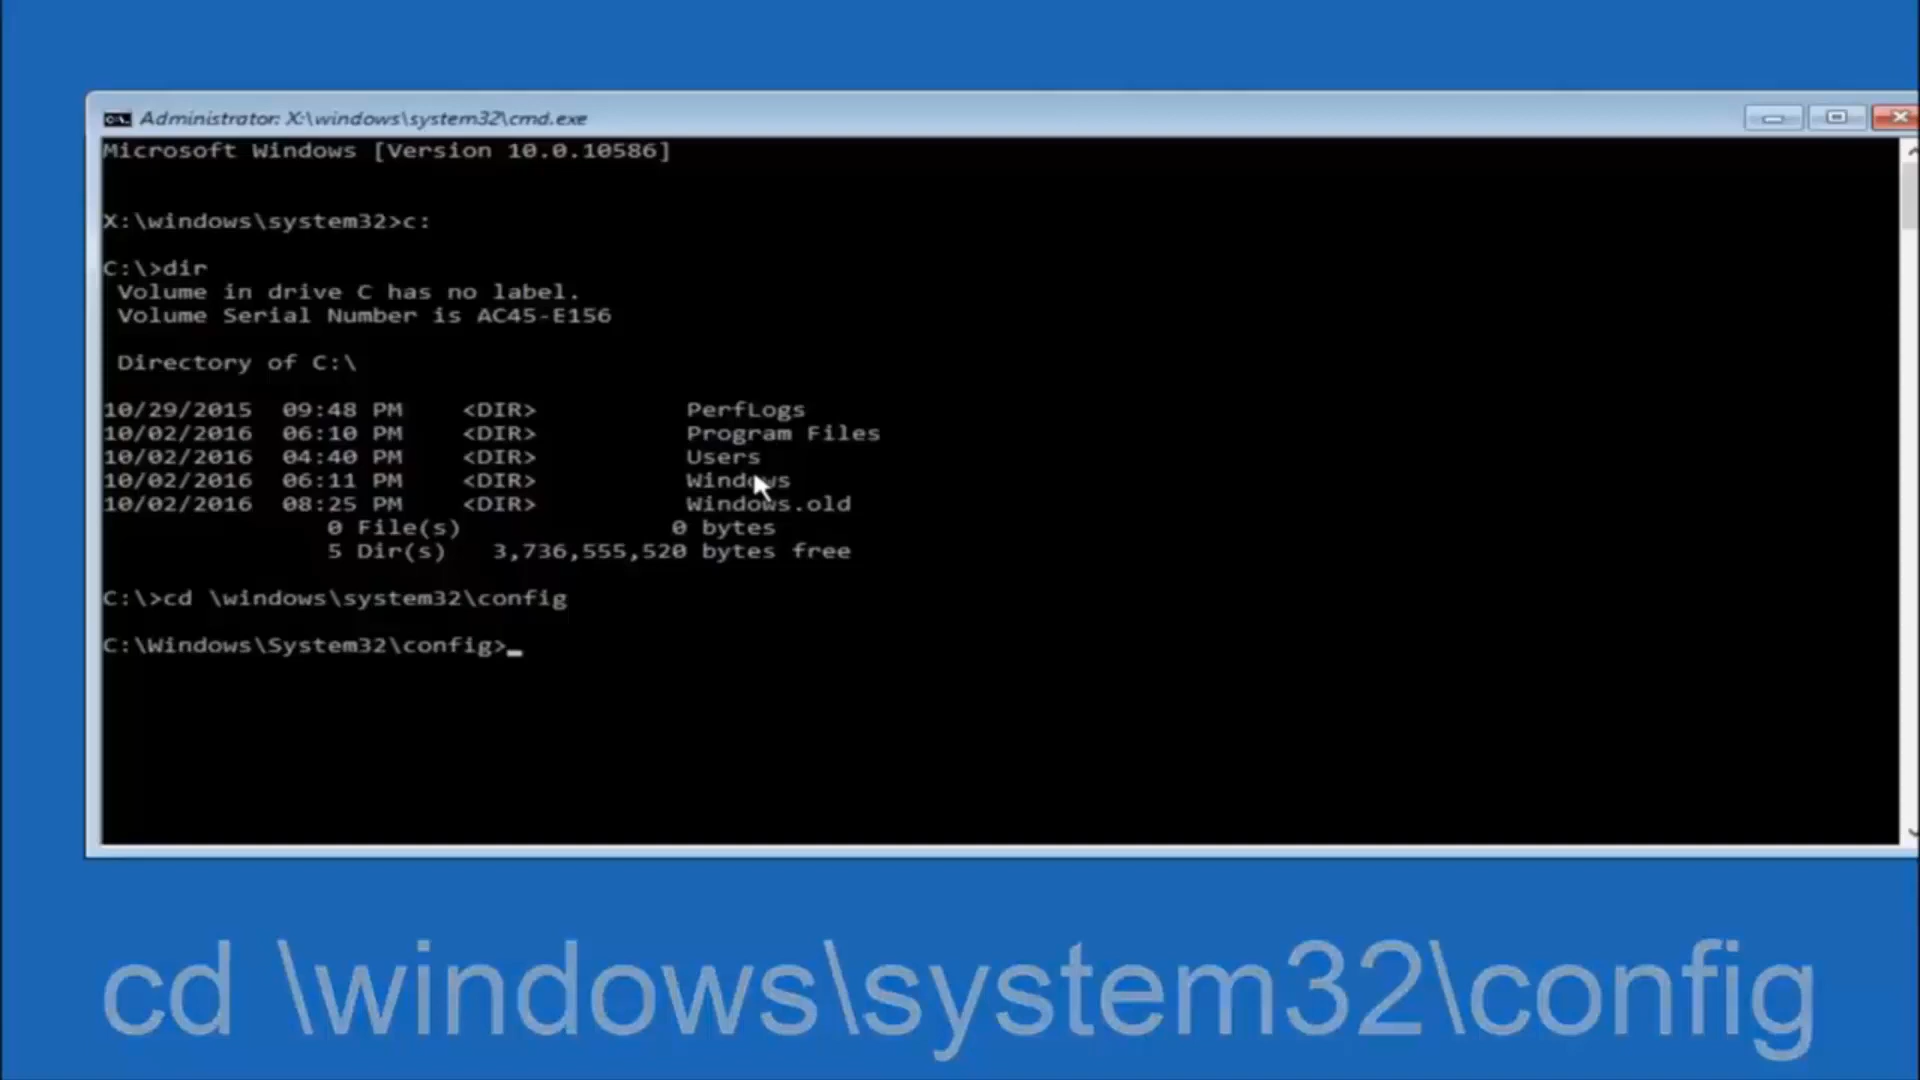 Administrator: X:\windows\system32\cmd.exe
Microsoft Windows [Version 10.0.10586]
X:\windows\system32>c:
C:\>dir
Volume in drive C has no label.
Volume Serial Number is AC45-E156
Directory of C:\
10/29/2015  09:48 PM    <DIR>          PerfLogs
10/02/2016  06:10 PM    <DIR>          Program Files
10/02/2016  04:40 PM    <DIR>          Users
10/02/2016  06:11 PM    <DIR>          Windows
10/02/2016  08:25 PM    <DIR>          Windows.old
0 File(s)              0 bytes
5 Dir(s)   3,736,555,520 bytes free
C:\>cd \windows\system32\config
C:\Windows\System32\config>_
cd \windows\system32\config